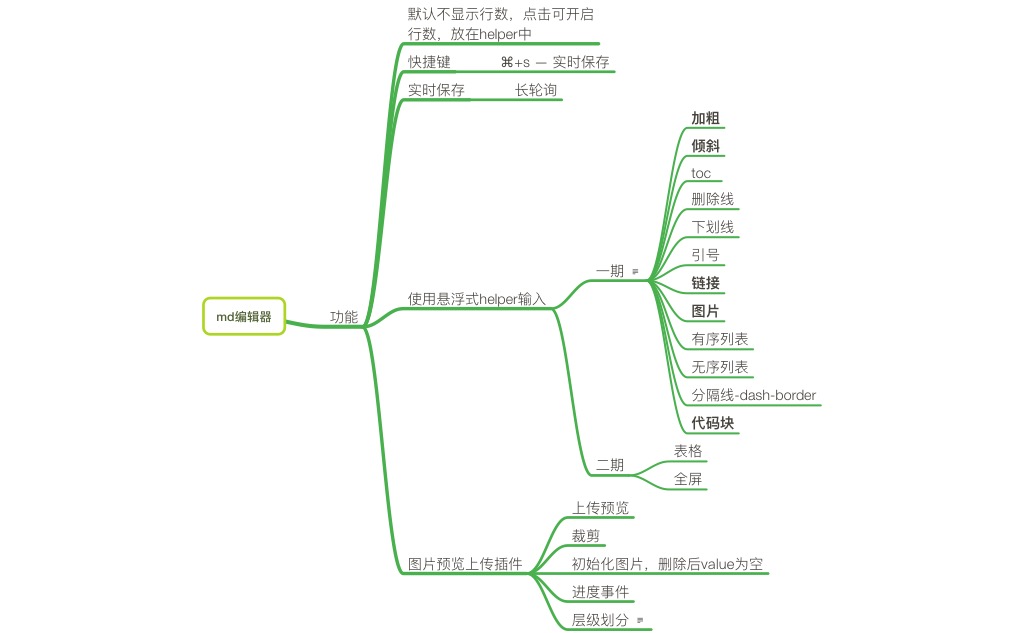 md编辑器
功能
默认不显示行数，点击可开启
行数，放在helper中
快捷键
⌘+s — 实时保存
实时保存
长轮询
使用悬浮式helper输入
一期
加粗
倾斜
toc
删除线
下划线
引号
链接
图片
有序列表
无序列表
分隔线-dash-border
代码块
二期
表格
全屏
图片预览上传插件
上传预览
裁剪
初始化图片，删除后value为空
进度事件
层级划分